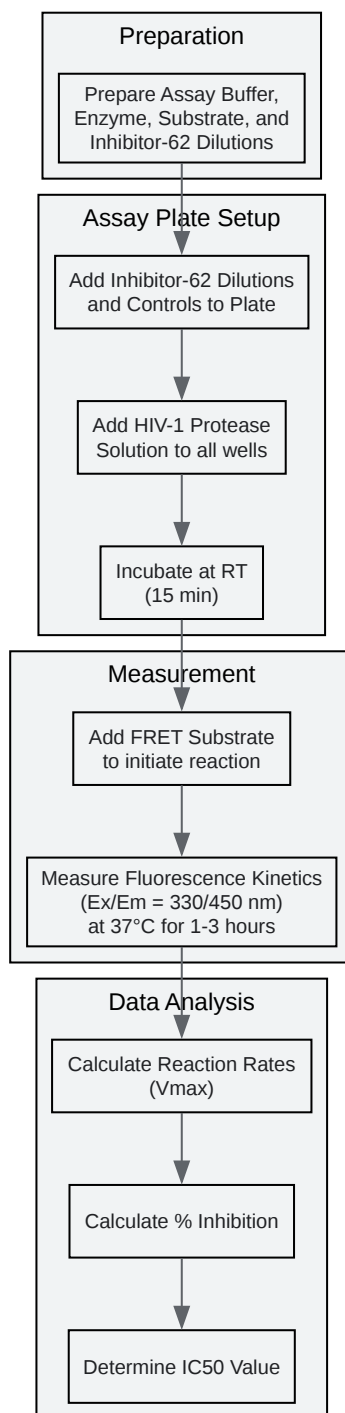 Preparation
Prepare Assay Buffer,
Enzyme, Substrate, and
Inhibitor-62 Dilutions
Assay Plate Setup
Add Inhibitor-62 Dilutions
and Controls to Plate
Add HIV-1 Protease
Solution to all wells
Incubate at RT
(15 min)
Measurement
Add FRET Substrate
to initiate reaction
Measure Fluorescence Kinetics
(Ex/Em = 330/450 nm)
at 37°C for 1-3 hours
Data Analysis
Calculate Reaction Rates
(Vmax)
Calculate % Inhibition
Determine IC50 Value